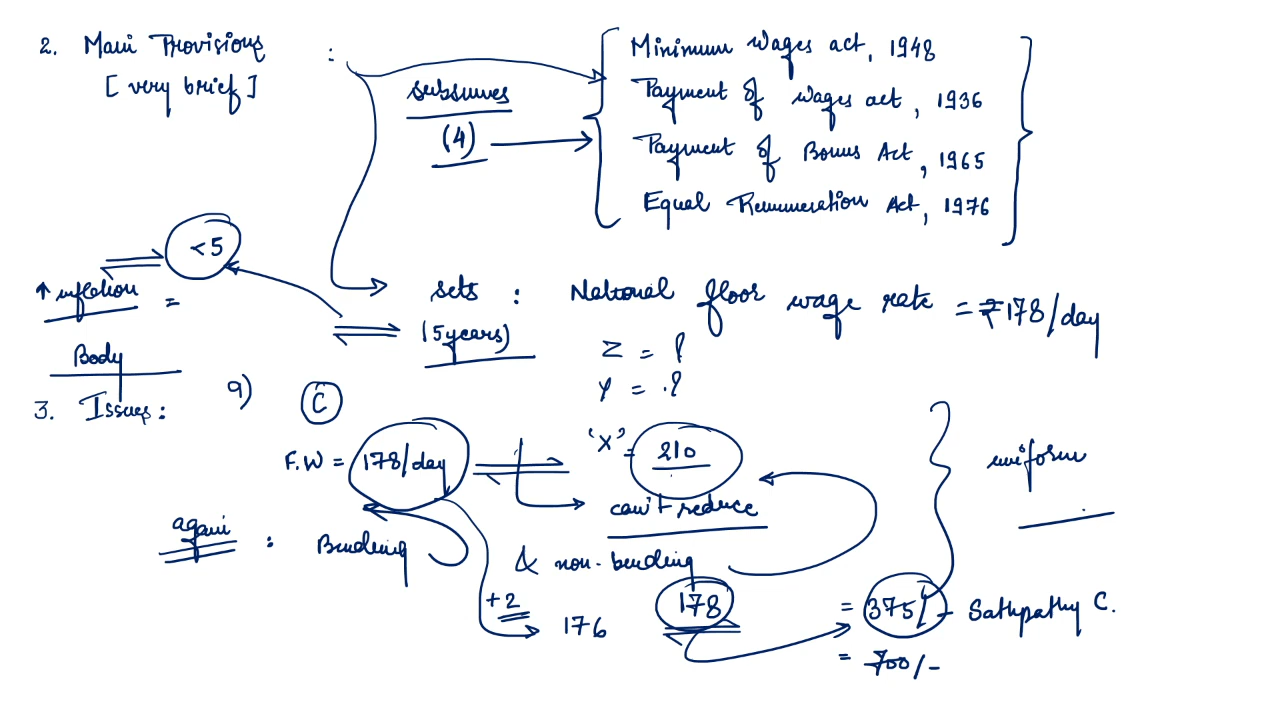 2. Main Provisions :
[very brief]
subsumes
(4)
Minimum Wages act, 1948
Payment of wages act, 1936
Payment of Bonus Act, 1965
Equal Remuneration Act, 1976
<5
↑ inflation =
sets : National floor wage rate = ₹178/day
(5years)
Z = ?
Y = ?
Body
3. Issues : a) C
F.W = 178/day
'X' = 210
can't reduce
uniform
again : Binding & non-binding
+2
176
178
= 375/- Sathpathy C.
= 700/-